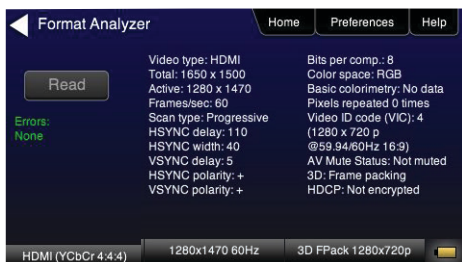 Format Analyzer
Home
Preferences
Help
Read
Errors:
None
Video type: HDMI
Total: 1650 x 1500
Active: 1280 x 1470
Frames/sec: 60
Scan type: Progressive
HSYNC delay: 110
HSYNC width: 40
VSYNC delay: 5
HSYNC polarity: +
VSYNC polarity: +
Bits per comp.: 8
Color space: RGB
Basic colorimetry: No data
Pixels repeated 0 times
Video ID code (VIC): 4
(1280 x 720 p
@59.94/60Hz 16:9)
AV Mute Status: Not muted
3D: Frame packing
HDCP: Not encrypted
HDMI (YCbCr 4:4:4)
1280x1470 60Hz
3D FPack 1280x720p